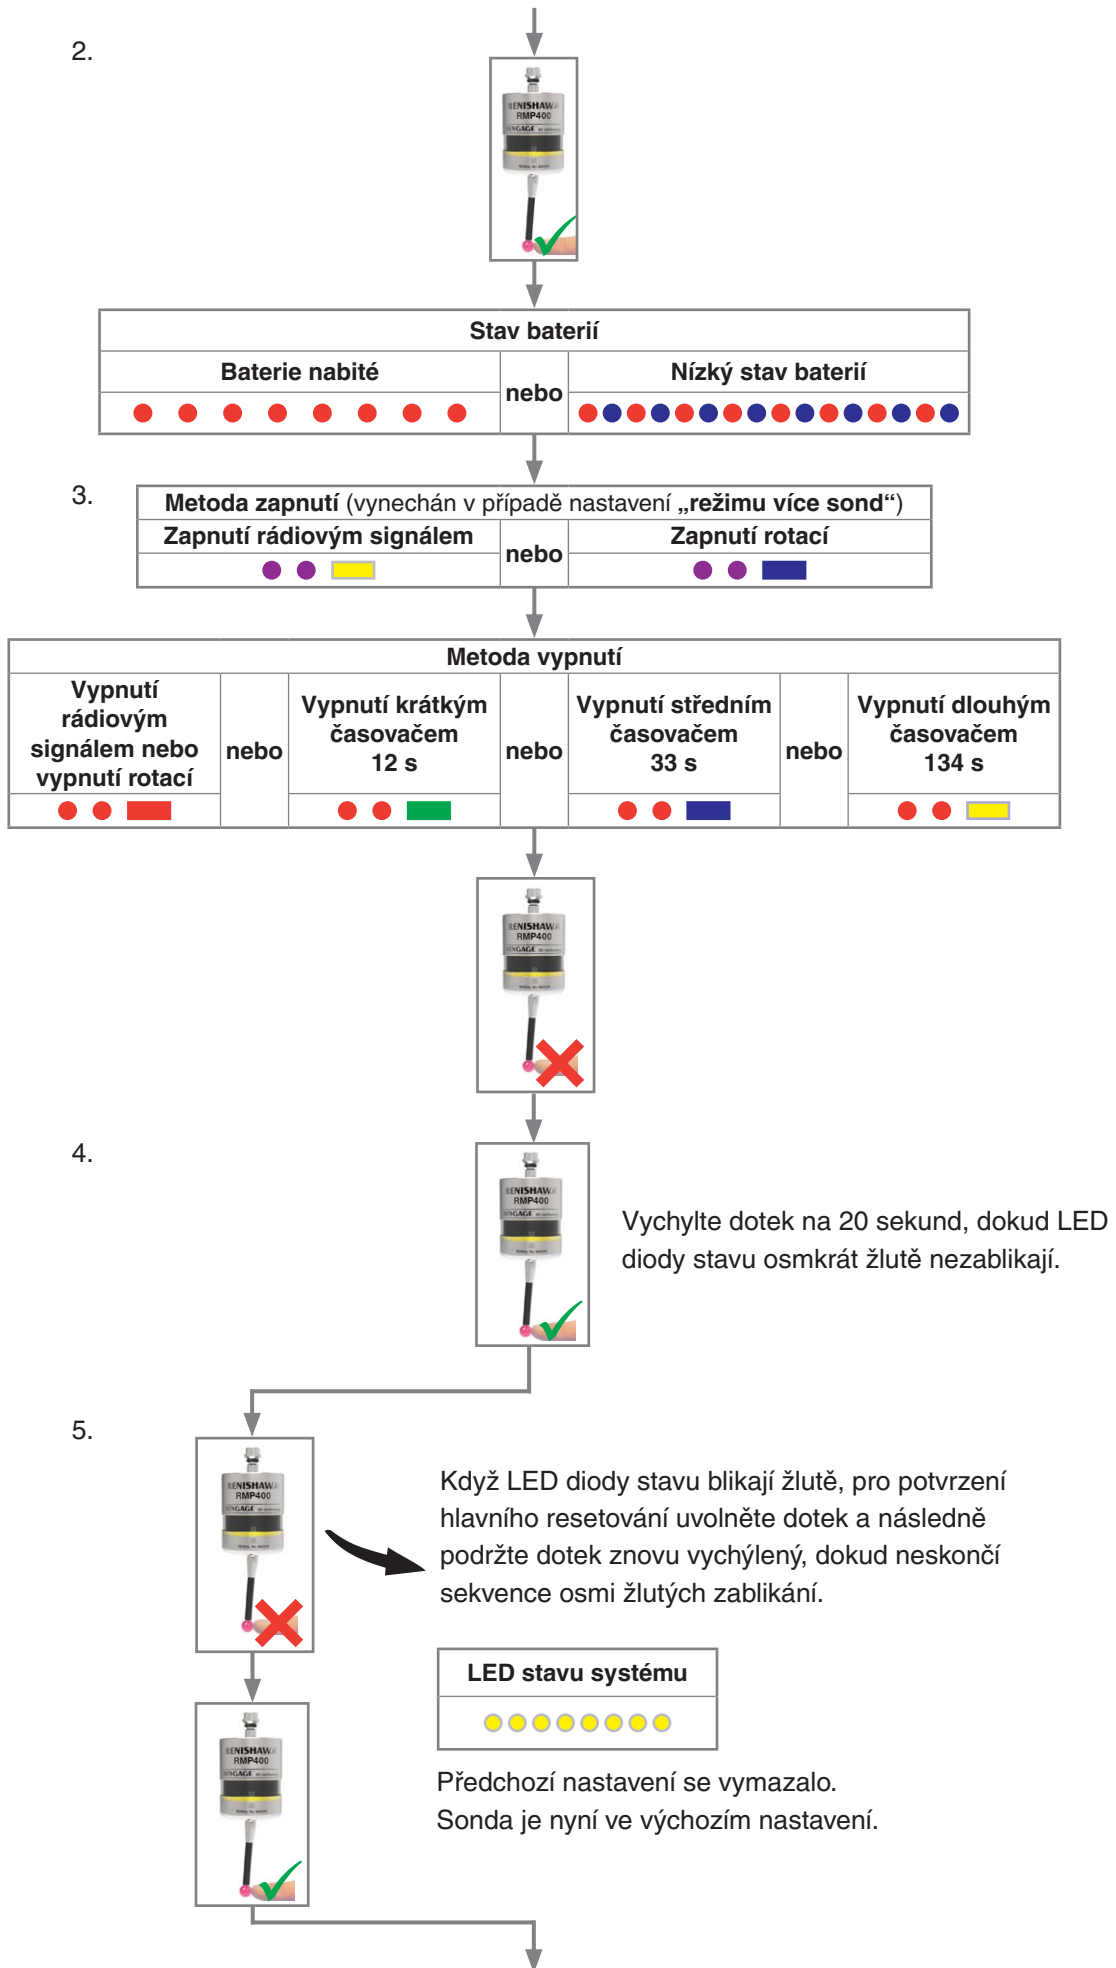 2.
RENISHAW
RMP400
Stav baterií
Baterie nabité
nebo
Nízký stav baterií
3.
Metoda zapnutí (vynechán v případě nastavení „režimu více sond“)
Zapnutí rádiovým signálem
nebo
Zapnutí rotací
Metoda vypnutí
Vypnutí
rádiovým
signálem nebo
vypnutí rotací
nebo
Vypnutí krátkým
časovačem
12 s
nebo
Vypnutí středním
časovačem
33 s
nebo
Vypnutí dlouhým
časovačem
134 s
RENISHAW
RMP400
4.
RENISHAW
RMP400
Vychylte dotek na 20 sekund, dokud LED
diody stavu osmkrát žlutě nezablikají.
5.
RENISHAW
RMP400
Když LED diody stavu blikají žlutě, pro potvrzení
hlavního resetování uvolněte dotek a následně
podržte dotek znovu vychýlený, dokud neskončí
sekvence osmi žlutých zablikání.
LED stavu systému
RENISHAW
RMP400
Předchozí nastavení se vymazalo.
Sonda je nyní ve výchozím nastavení.